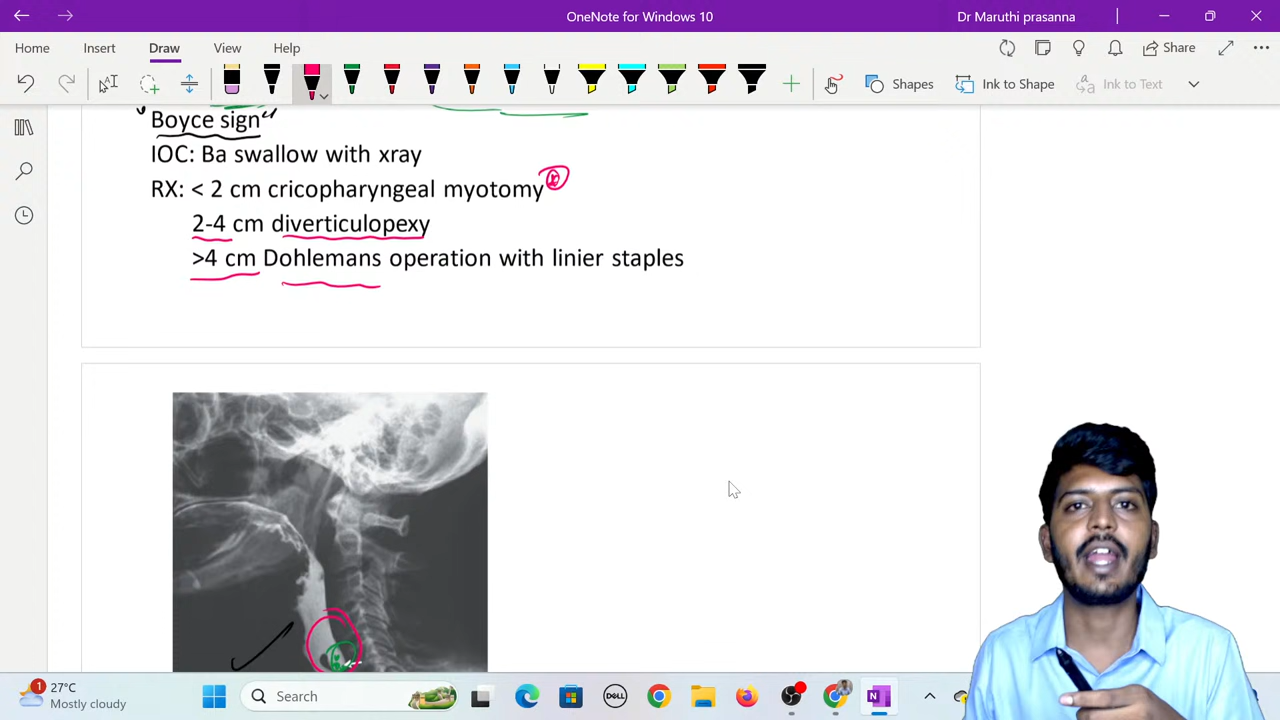 OneNote for Windows 10
Dr Maruthi prasanna
Home
Insert
Draw
View
Help
Share
Shapes
Ink to Shape
Ink to Text
"Boyce sign"
IOC: Ba swallow with xray
RX: < 2 cm cricopharyngeal myotomy
2-4 cm diverticulopexy
>4 cm Dohlemans operation with linier staples
1
27°C
Mostly cloudy
Search
DELL
N